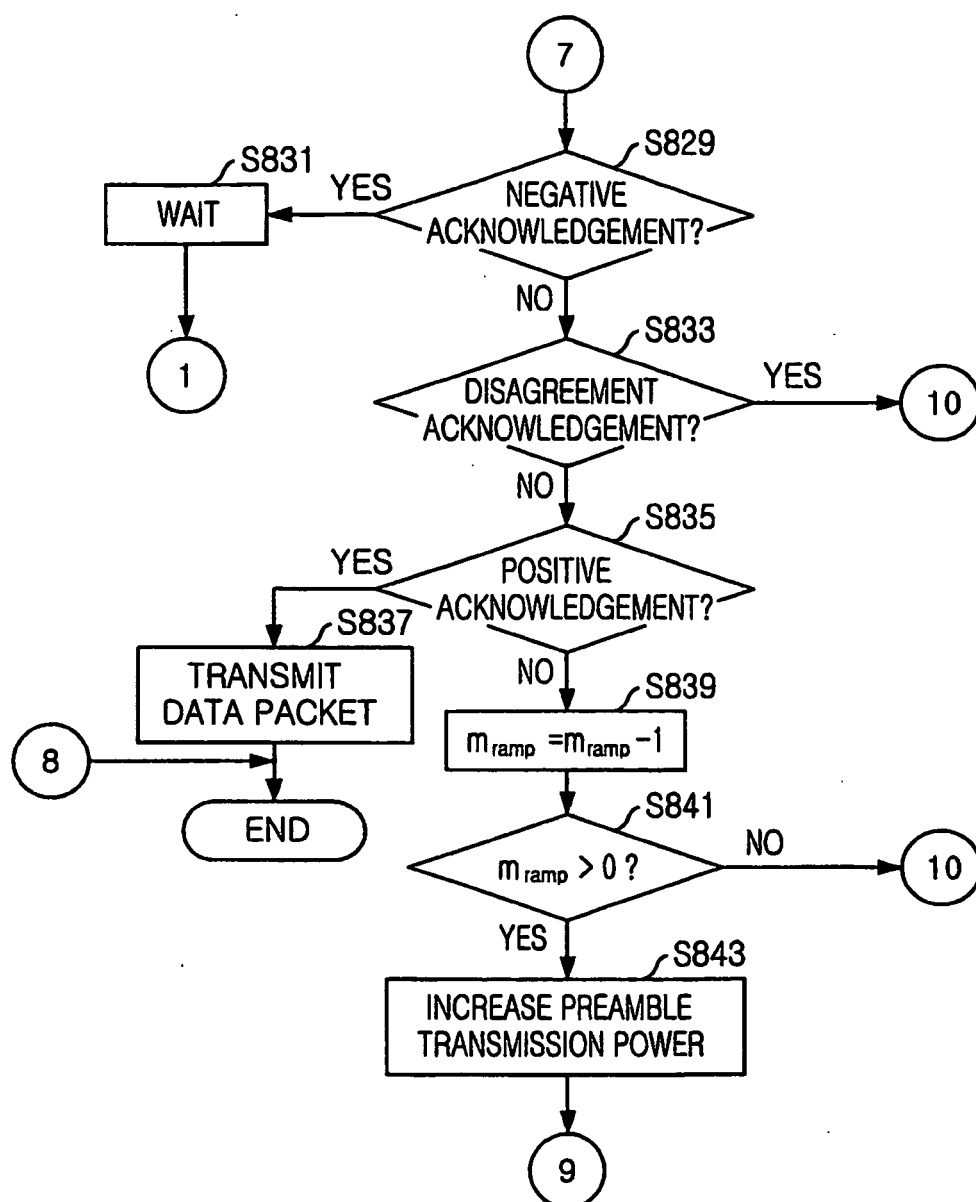 7
S829
S831
YES
NEGATIVE
ACKNOWLEDGEMENT?
WAIT
NO
1
S833
DISAGREEMENT
ACKNOWLEDGEMENT?
YES
10
NO
S835
YES
POSITIVE
ACKNOWLEDGEMENT?
S837
TRANSMIT
DATA PACKET
NO
S839
m_ramp = m_ramp - 1
8
END
S841
m_ramp > 0 ?
NO
10
YES
S843
INCREASE PREAMBLE
TRANSMISSION POWER
9